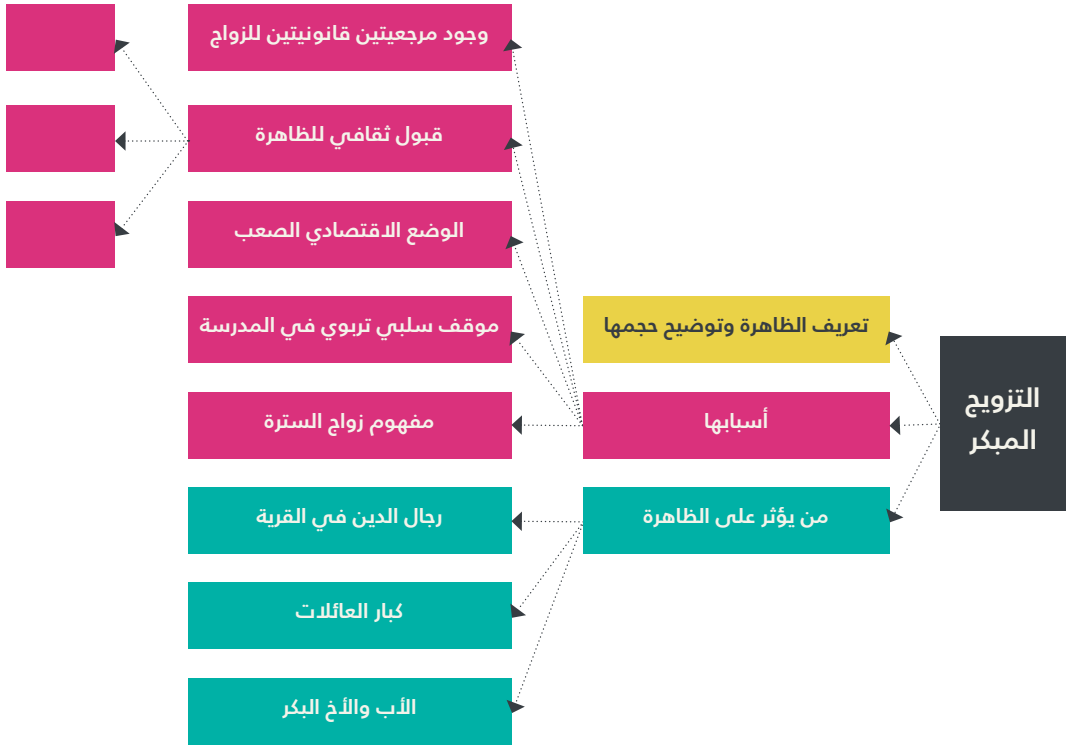 التزويج
المبكر
تعريف الظاهرة وتوضيح حجمها
أسبابها
من يؤثر على الظاهرة
وجود مرجعيتين قانونيتين للزواج
قبول ثقافي للظاهرة
الوضع الاقتصادي الصعب
موقف سلبي تربوي في المدرسة
مفهوم زواج السترة
رجال الدين في القرية
كبار العائلات
الأب والأخ البكر